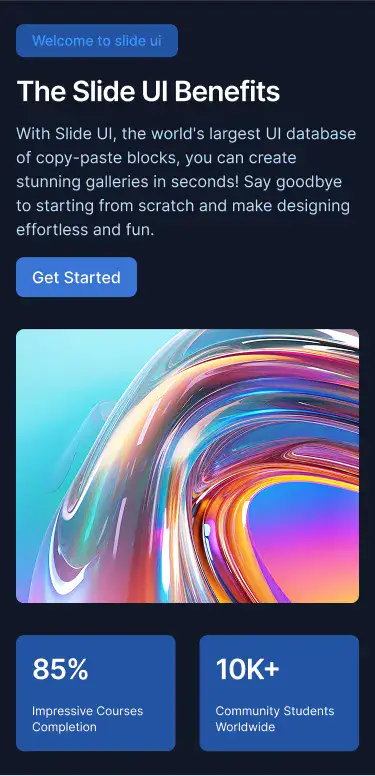 Welcome to slide ui
The Slide UI Benefits
With Slide UI, the world's largest UI database
of copy-paste blocks, you can create
stunning galleries in seconds! Say goodbye
to starting from scratch and make designing
effortless and fun.
Get Started
85%
Impressive Courses
Completion
10K+
Community Students
Worldwide